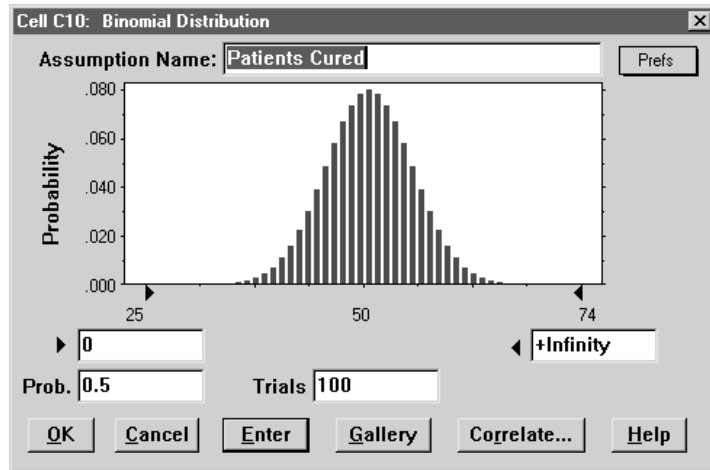 Cell C10: Binomial Distribution
Assumption Name: Patients Cured
Prefs
Probability
.080
.060
.040
.020
.000
25 50 74
0 +Infinity
Prob. 0.5 Trials 100
OK Cancel Enter Gallery Correlate... Help